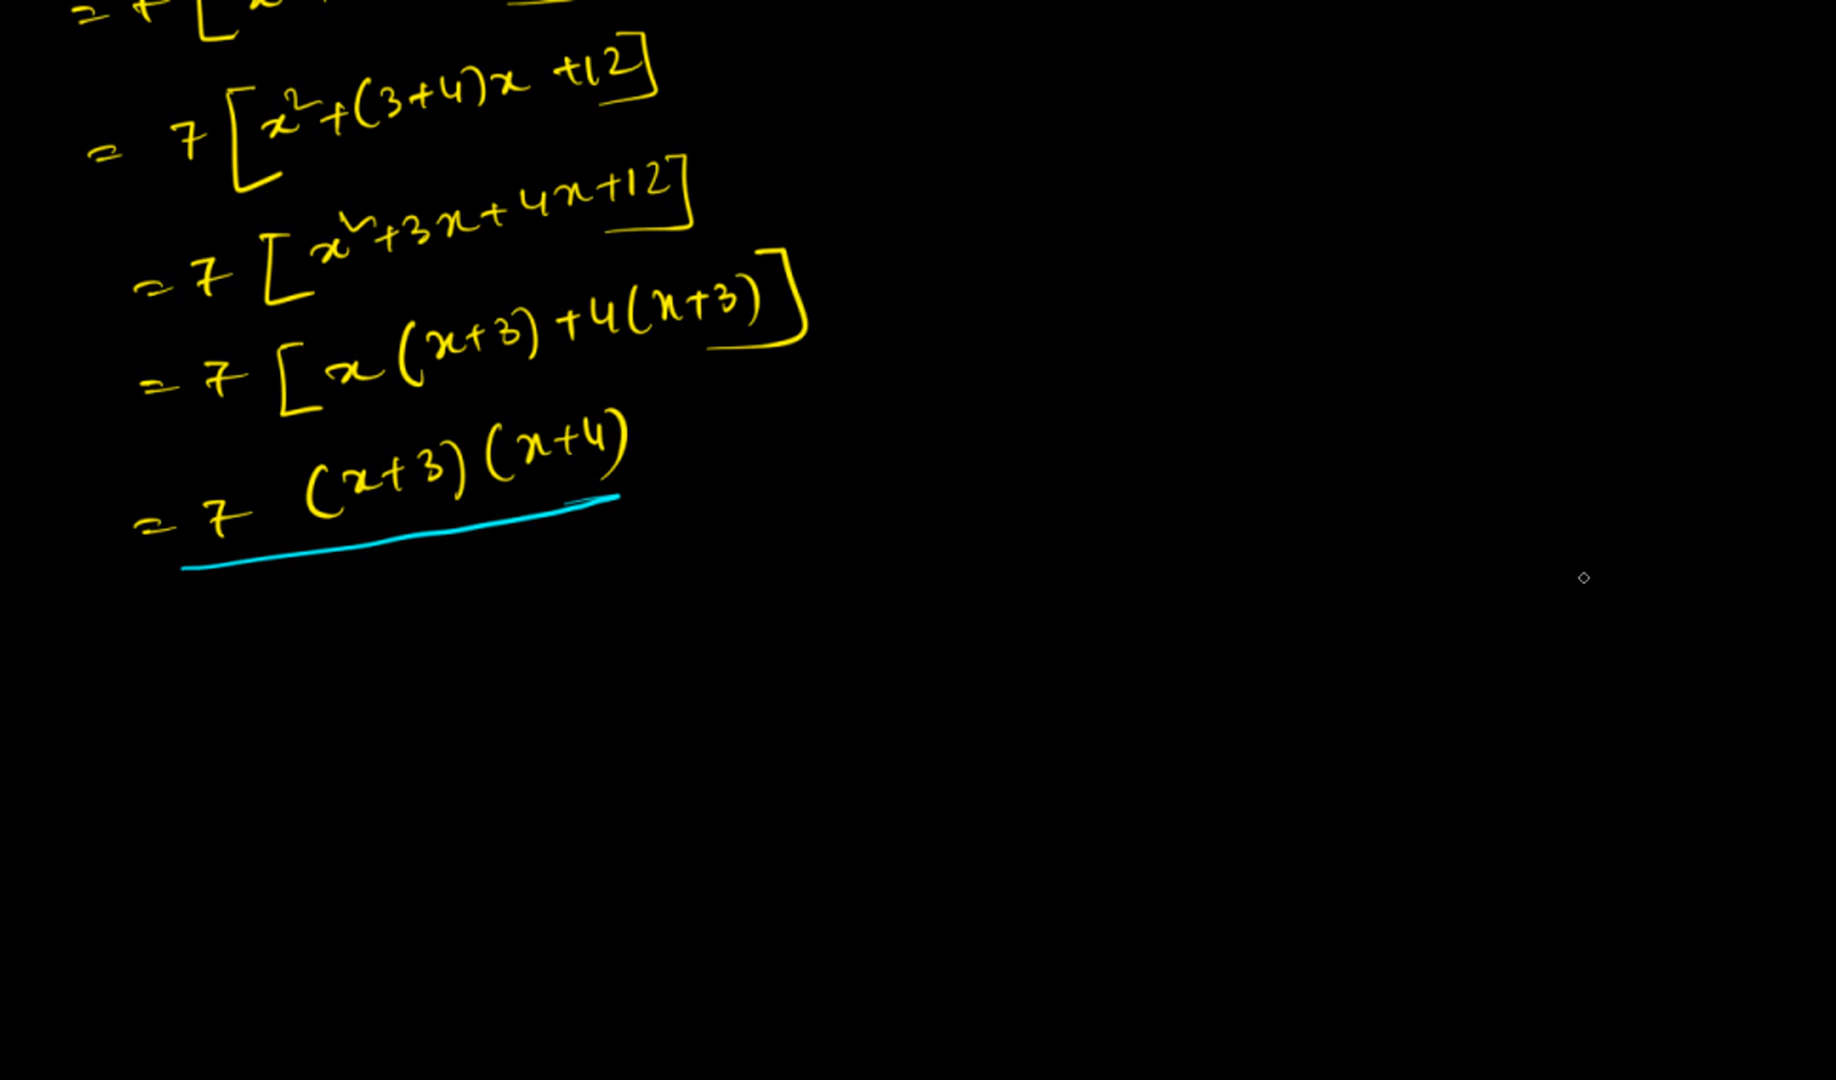 = 7 [x² + (3+4)x + 12]
= 7 [x² + 3x + 4x + 12]
= 7 [x (x+3) + 4(x+3)]
= 7 (x+3) (x+4)